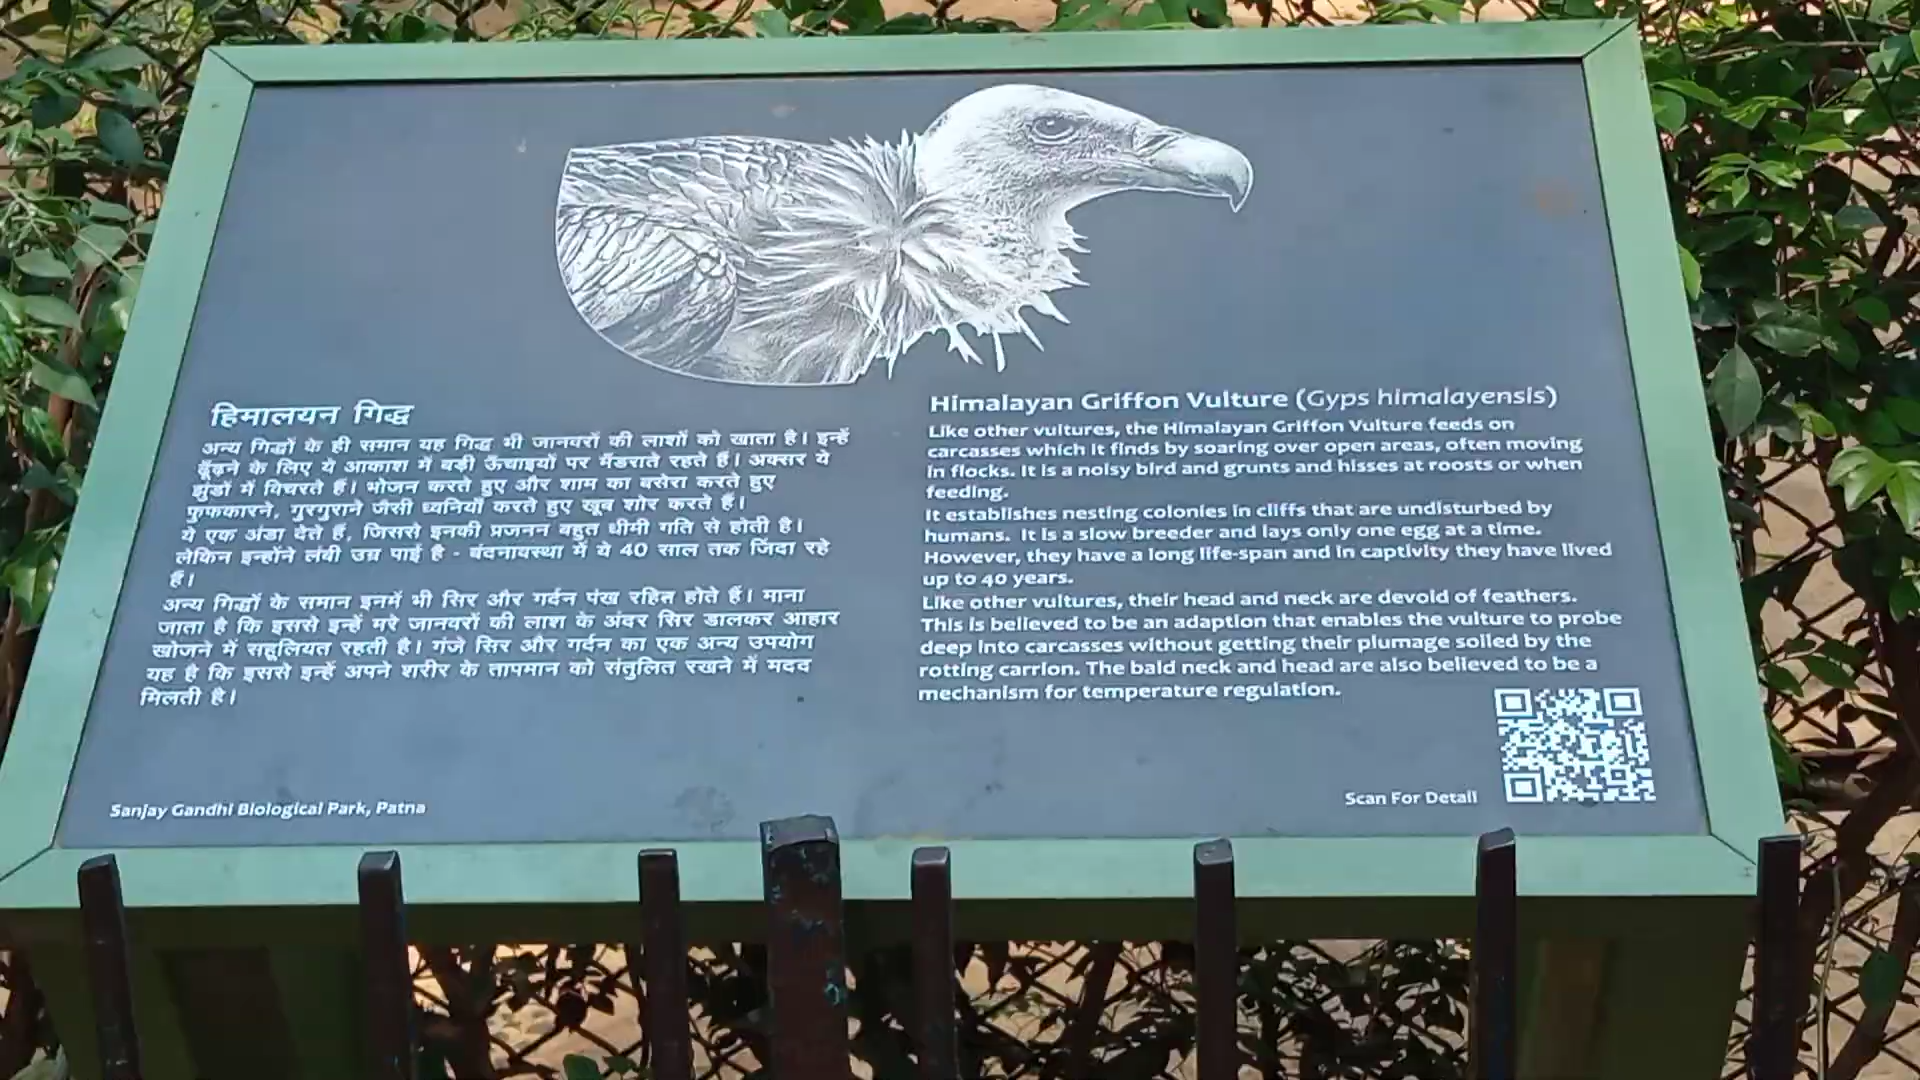 हिमालयन गिद्ध
अन्य गिद्धों के ही समान यह गिद्ध भी जानवरों की लाशों को खाता है। इन्हें
ढूँढ़ने के लिए ये आकाश में बड़ी ऊँचाइयों पर मँडराते रहते हैं। अक्सर ये
झुंडों में विचरते हैं। भोजन करते हुए और शाम का बसेरा करते हुए
फुफकारने, गुरगुराने जैसी ध्वनियाँ करते हुए खूब शोर करते हैं।
ये एक अंडा देते हैं, जिससे इनकी प्रजनन बहुत धीमी गति से होती है।
लेकिन इन्होंने लंबी उम्र पाई है - बंदनावस्था में ये 40 साल तक जिंदा रहे
हैं।
अन्य गिद्धों के समान इनमें भी सिर और गर्दन पंख रहित होते हैं। माना
जाता है कि इससे इन्हें मरे जानवरों की लाश के अंदर सिर डालकर आहार
खोजने में सहूलियत रहती है। गंजे सिर और गर्दन का एक अन्य उपयोग
यह है कि इससे इन्हें अपने शरीर के तापमान को संतुलित रखने में मदद
मिलती है।
Himalayan Griffon Vulture (Gyps himalayensis)
Like other vultures, the Himalayan Griffon Vulture feeds on
carcasses which it finds by soaring over open areas, often moving
in flocks. It is a noisy bird and grunts and hisses at roosts or when
feeding.
It establishes nesting colonies in cliffs that are undisturbed by
humans. It is a slow breeder and lays only one egg at a time.
However, they have a long life-span and in captivity they have lived
up to 40 years.
Like other vultures, their head and neck are devoid of feathers.
This is believed to be an adaption that enables the vulture to probe
deep into carcasses without getting their plumage soiled by the
rotting carrion. The bald neck and head are also believed to be a
mechanism for temperature regulation.
Sanjay Gandhi Biological Park, Patna
Scan For Detail